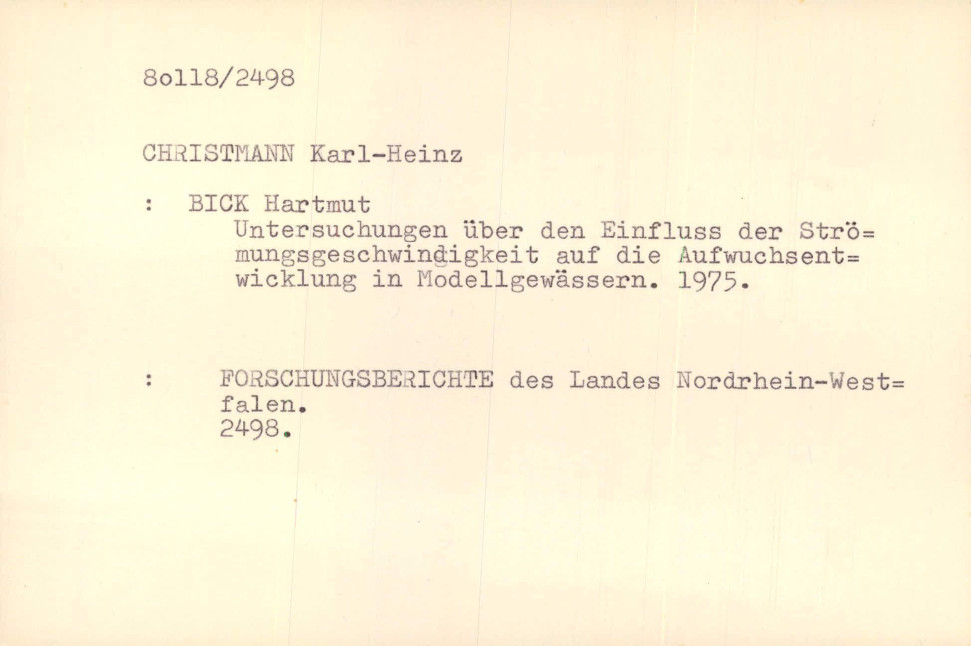 8o118/2498
CHRISTMANN Karl-Heinz
: BICK Hartmut
Untersuchungen über den Einfluss der Strö=
mungsgeschwindigkeit auf die Aufwuchsent=
wicklung in Modellgewässern. 1975.
: FORSCHUNGSBERICHTE des Landes Nordrhein-West=
falen.
2498.